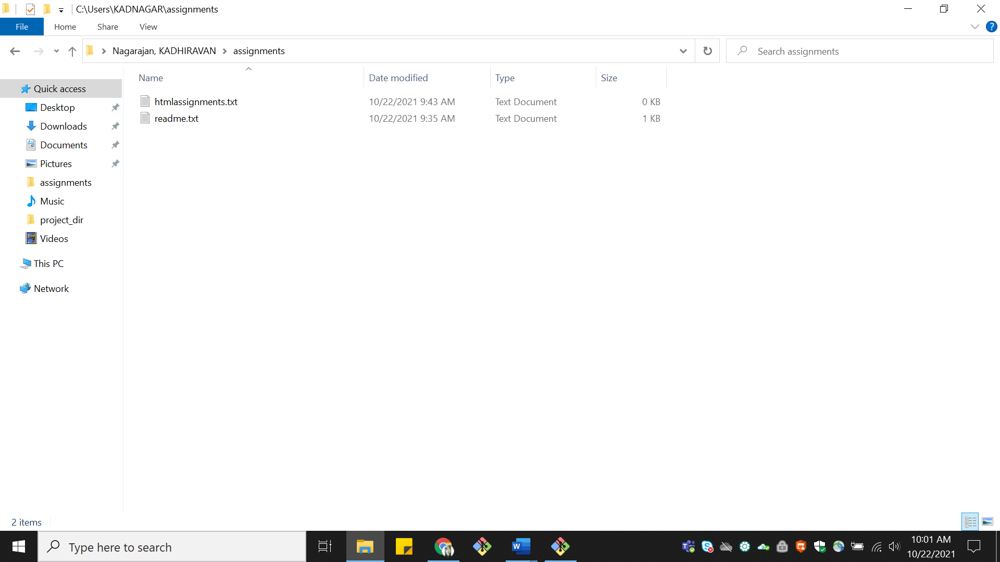 C:\Users\KADNAGAR\assignments
File Home Share View
Nagarajan, KADHIRAVAN assignments
Search assignments
Name Date modified Type Size
htmlassignments.txt 10/22/2021 9:43 AM Text Document 0 KB
readme.txt 10/22/2021 9:35 AM Text Document 1 KB
Quick access
Desktop
Downloads
Documents
Pictures
assignments
Music
project_dir
Videos
This PC
Network
2 items
Type here to search
10:01 AM
10/22/2021